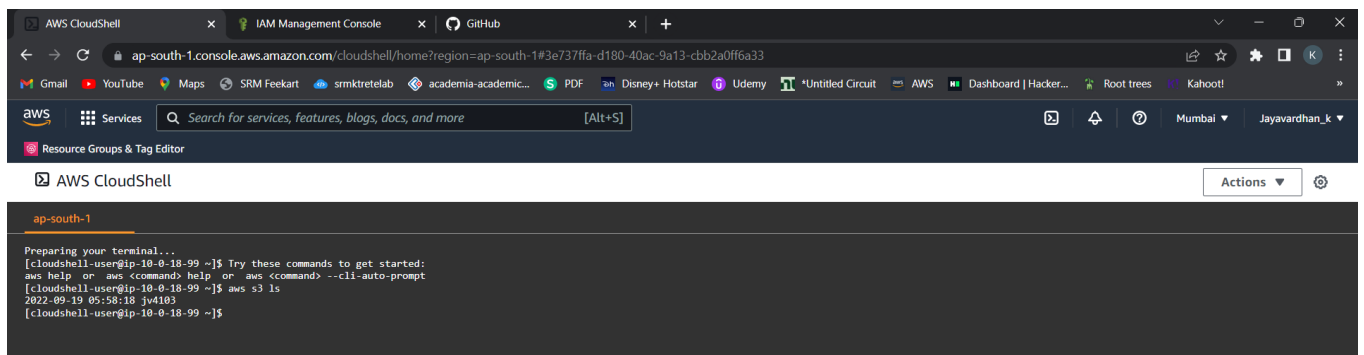 AWS CloudShell IAM Management Console GitHub
ap-south-1.console.aws.amazon.com/cloudshell/home?region=ap-south-1#3e737ffa-d180-40ac-9a13-cbb2a0ff6a33 K
Gmail YouTube Maps SRM Feekart srmktretelab academia-academic... PDF Disney+ Hotstar Udemy *Untitled Circuit AWS Dashboard | Hacker... Root trees Kahoot! »
aws Services Search for services, features, blogs, docs, and more [Alt+S] Mumbai ▼ Jayavardhan_k ▼
Resource Groups & Tag Editor
AWS CloudShell Actions ▼
ap-south-1
Preparing your terminal...
[cloudshell-user@ip-10-0-18-99 ~]$ Try these commands to get started:
aws help or aws <command> help or aws <command> --cli-auto-prompt
[cloudshell-user@ip-10-0-18-99 ~]$ aws s3 ls
2022-09-19 05:58:18 jv4103
[cloudshell-user@ip-10-0-18-99 ~]$